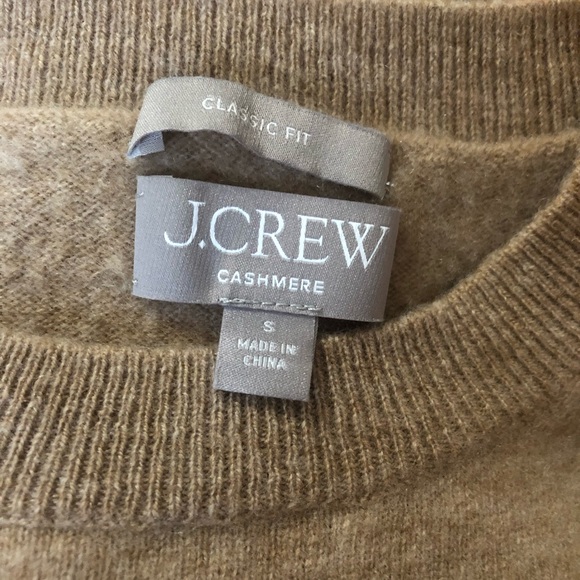 CLASSIC FIT
J.CREW
CASHMERE
S
MADE IN
CHINA